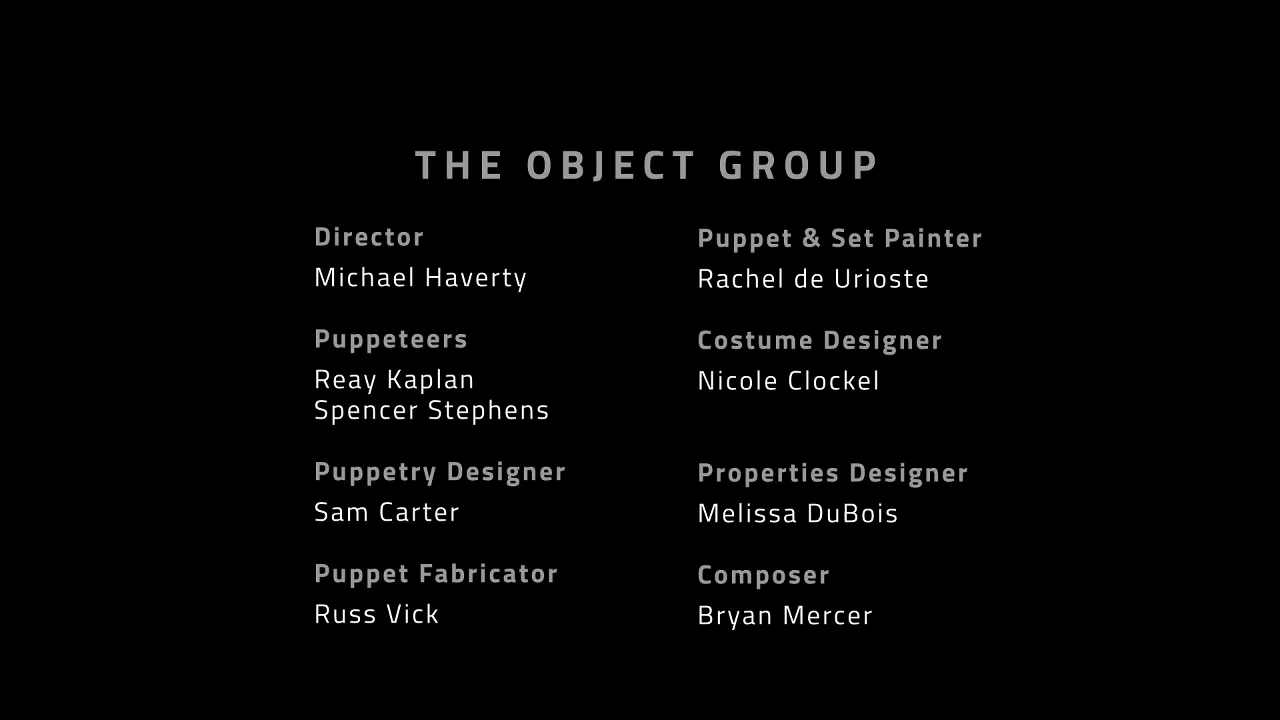 THE OBJECT GROUP
Director
Michael Haverty
Puppeteers
Reay Kaplan
Spencer Stephens
Puppetry Designer
Sam Carter
Puppet Fabricator
Russ Vick
Puppet & Set Painter
Rachel de Urioste
Costume Designer
Nicole Clockel
Properties Designer
Melissa DuBois
Composer
Bryan Mercer